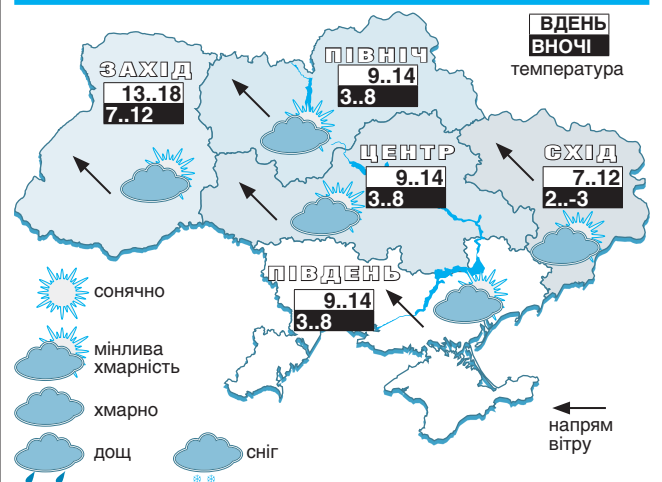 ВДЕНЬ
ВНОЧІ
температура
ЗАХІД
13..18
7..12
ПІВНІЧ
9..14
3..8
ЦЕНТР
9..14
3..8
СХІД
7..12
2..-3
ПІВДЕНЬ
9..14
3..8
сонячно
мінлива
хмарність
хмарно
дощ
сніг
напрям
вітру